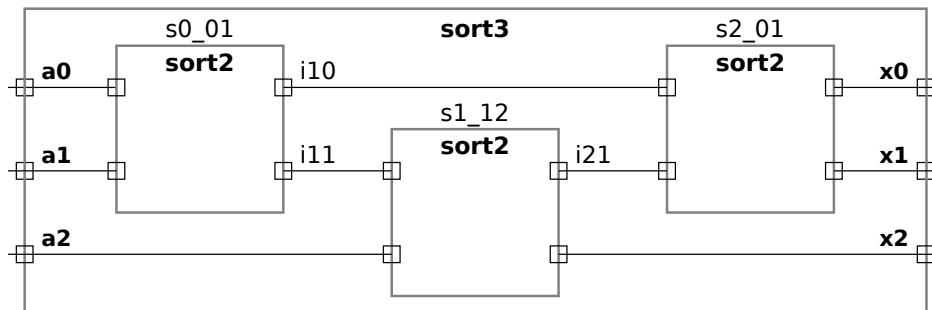 s0_01
sort3
s2_01
sort2
sort2
a0
i10
x0
s1_12
sort2
a1
i11
i21
x1
a2
x2